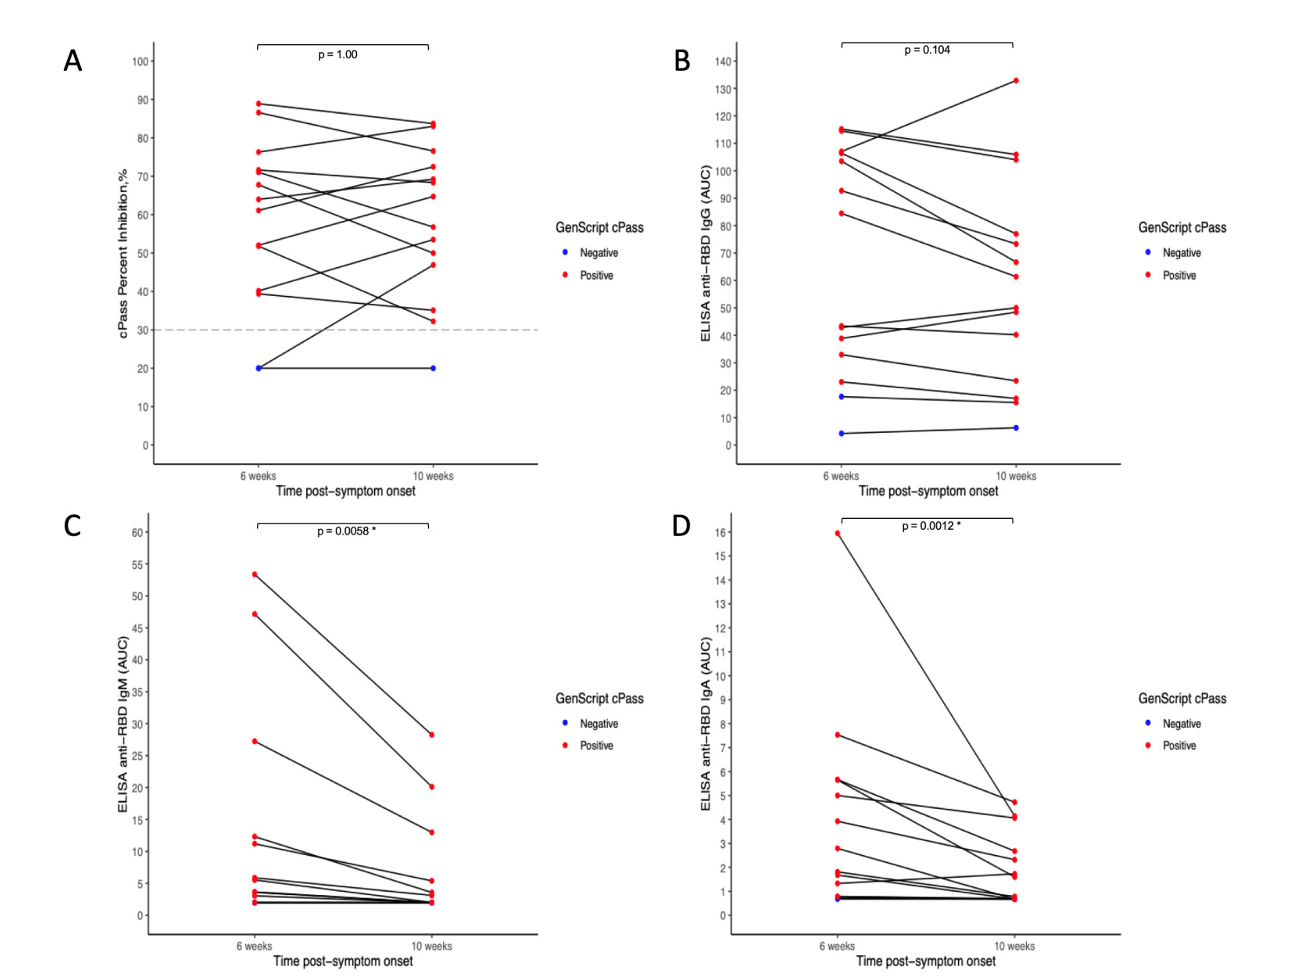 A
p = 1.00
100
90
80
70
60
50
40
30
20
10
0
cPass Percent Inhibition,%
6 weeks
10 weeks
Time post−symptom onset
GenScript cPass
Negative
Positive
B
p = 0.104
140
130
120
110
100
90
80
70
60
50
40
30
20
10
0
ELISA anti−RBD IgG (AUC)
6 weeks
10 weeks
Time post−symptom onset
GenScript cPass
Negative
Positive
C
p = 0.0058 *
60
55
50
45
40
35
30
25
20
15
10
5
0
ELISA anti−RBD IgM (AUC)
6 weeks
10 weeks
Time post−symptom onset
GenScript cPass
Negative
Positive
D
p = 0.0012 *
16
15
14
13
12
11
10
9
8
7
6
5
4
3
2
1
0
ELISA anti−RBD IgA (AUC)
6 weeks
10 weeks
Time post−symptom onset
GenScript cPass
Negative
Positive